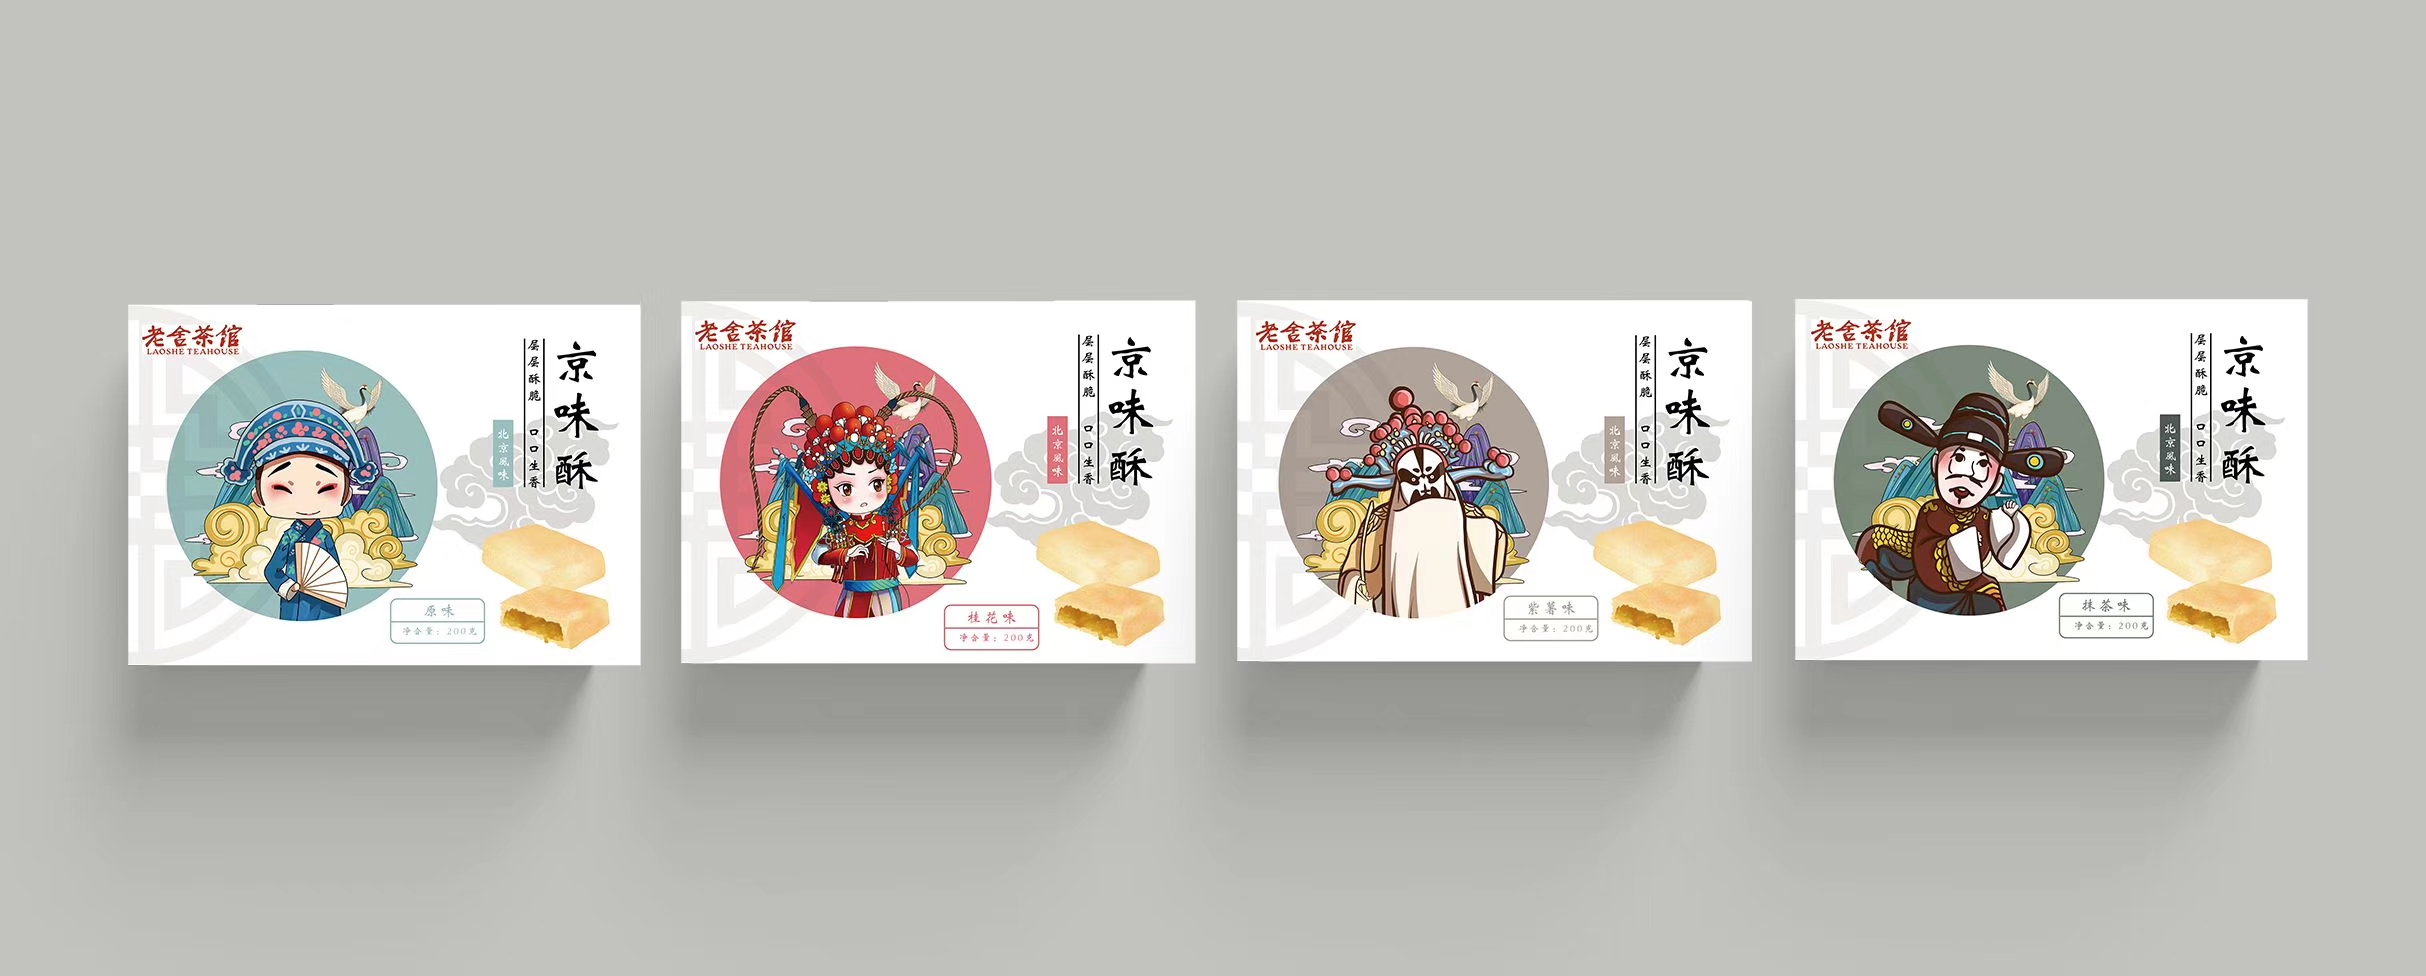 老舍茶馆
LAOSHE TEAHOUSE
京味酥
层层酥脆 口口生香
北京風味
原味
净含量：200克
老舍茶馆
LAOSHE TEAHOUSE
京味酥
层层酥脆 口口生香
北京風味
桂花味
净含量：200克
老舍茶馆
LAOSHE TEAHOUSE
京味酥
层层酥脆 口口生香
北京風味
紫薯味
净含量：200克
老舍茶馆
LAOSHE TEAHOUSE
京味酥
层层酥脆 口口生香
北京風味
抹茶味
净含量：200克